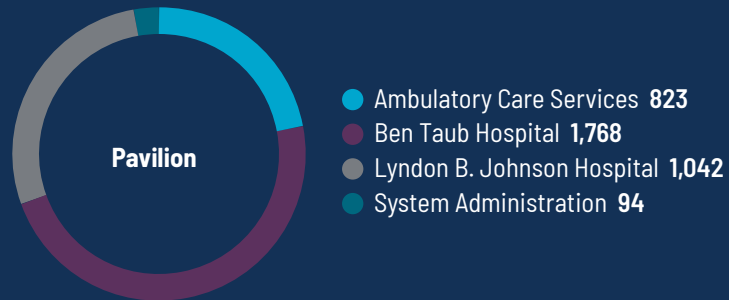 Pavilion
Ambulatory Care Services 823
Ben Taub Hospital 1,768
Lyndon B. Johnson Hospital 1,042
System Administration 94